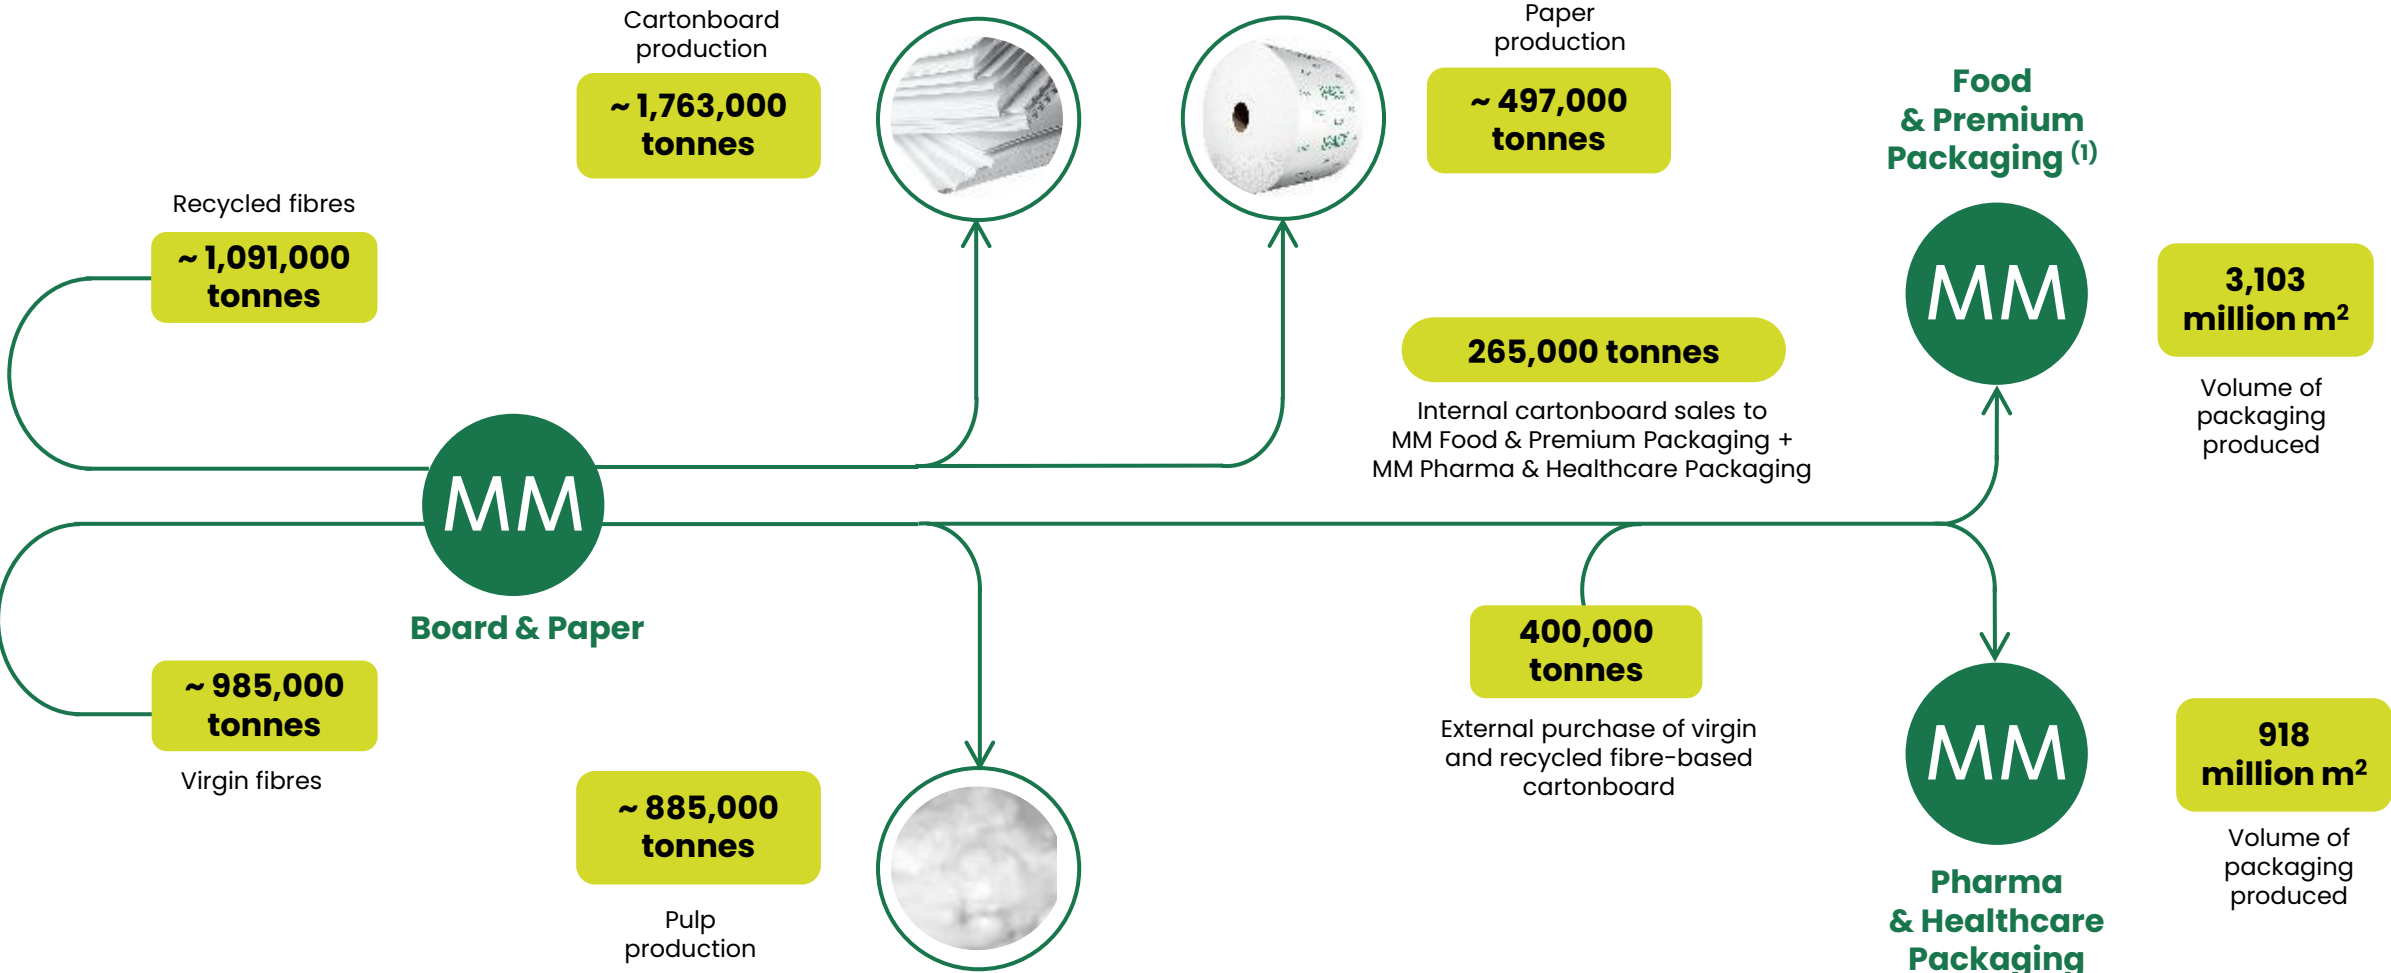 Cartonboard
production
~ 1,763,000
tonnes
Paper
production
~ 497,000
tonnes
Food
& Premium
Packaging (1)
MM
3,103
million m²
Volume of
packaging
produced
Recycled fibres
~ 1,091,000
tonnes
265,000 tonnes
Internal cartonboard sales to
MM Food & Premium Packaging +
MM Pharma & Healthcare Packaging
MM
Board & Paper
~ 985,000
tonnes
Virgin fibres
~ 885,000
tonnes
Pulp
production
400,000
tonnes
External purchase of virgin
and recycled fibre-based
cartonboard
MM
Pharma
& Healthcare
Packaging
918
million m²
Volume of
packaging
produced